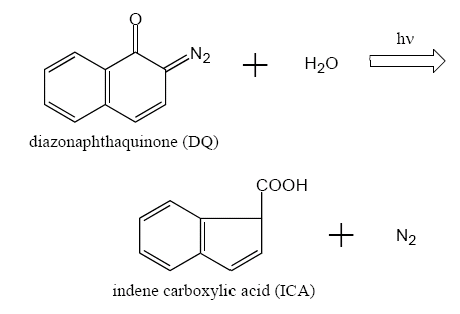 O
N₂ + H₂O hν
diazonaphthaquinone (DQ)
COOH
+ N₂
indene carboxylic acid (ICA)